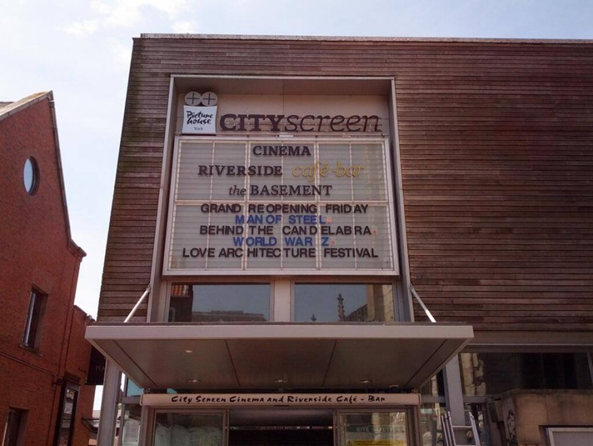 Picture
house
York
CITYscreen
CINEMA
RIVERSIDE café-bar
the BASEMENT
GRAND REOPENING FRIDAY
MAN OF STEEL
BEHIND THE CANDELABRA
WORLD WAR Z
LOVE ARCHITECTURE FESTIVAL
City Screen Cinema and Riverside Café - Bar